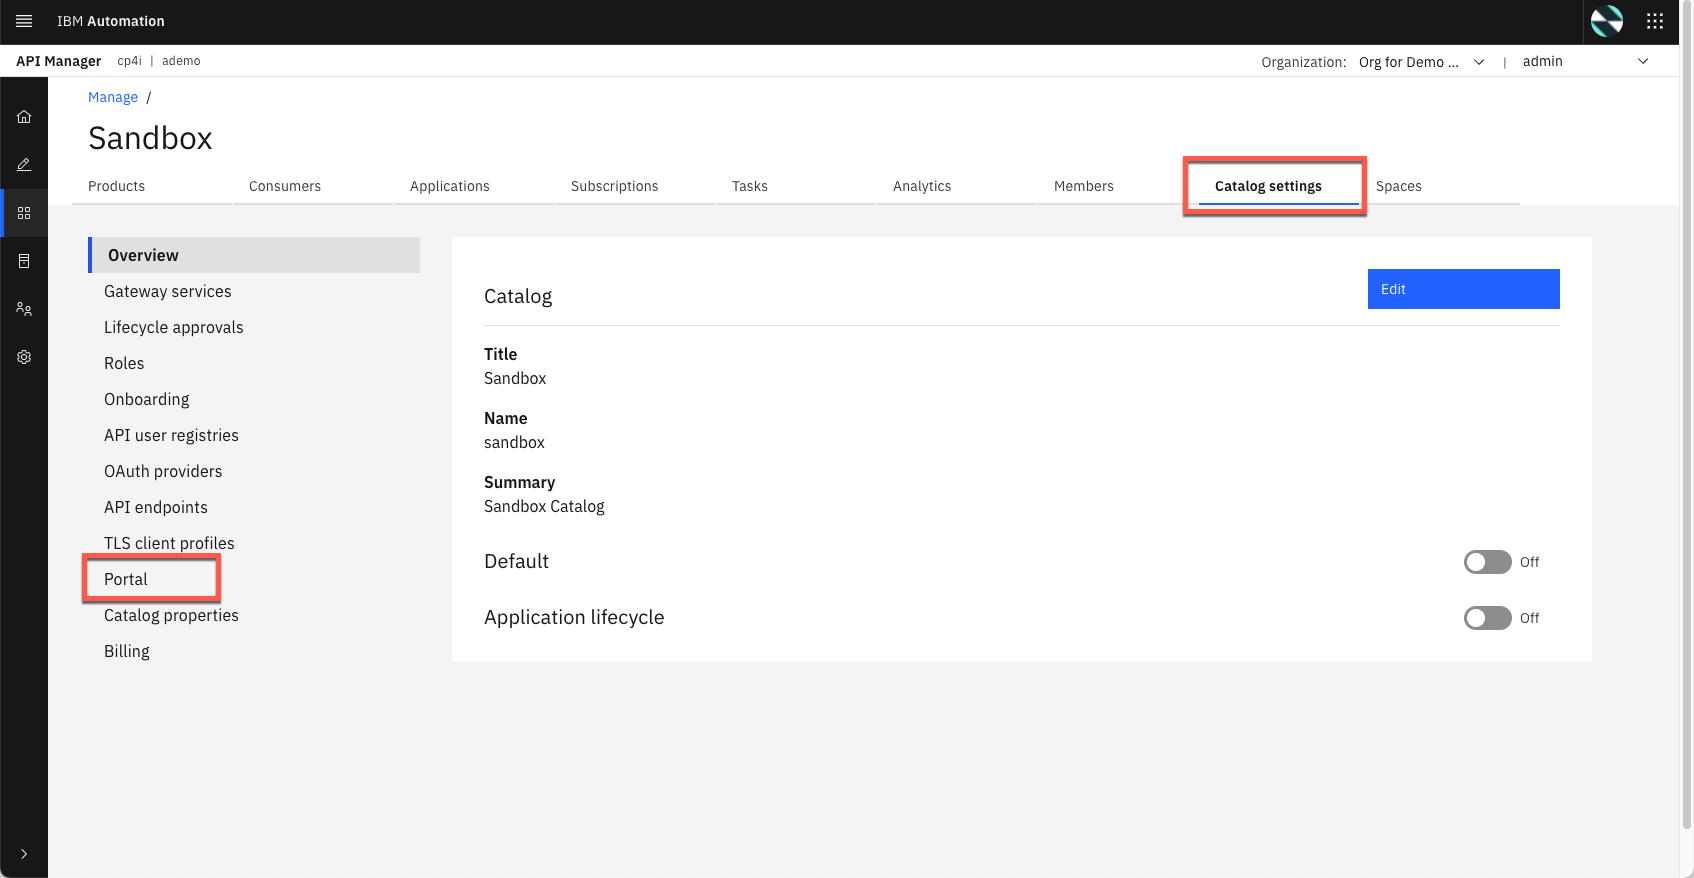 IBM Automation
API Manager cp4i | ademo Organization: Org for Demo ... | admin
Manage /
Sandbox
Products Consumers Applications Subscriptions Tasks Analytics Members Catalog settings Spaces
Overview
Gateway services
Lifecycle approvals
Roles
Onboarding
API user registries
OAuth providers
API endpoints
TLS client profiles
Portal
Catalog properties
Billing
Catalog
Edit
Title
Sandbox
Name
sandbox
Summary
Sandbox Catalog
Default Off
Application lifecycle Off